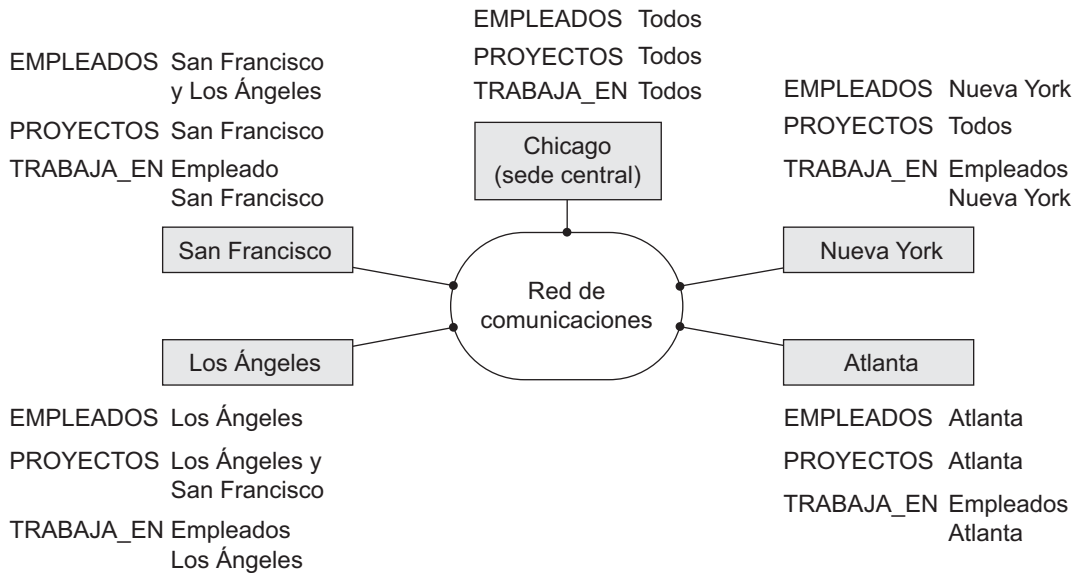 EMPLEADOS Todos
PROYECTOS Todos
TRABAJA_EN Todos
Chicago
(sede central)
EMPLEADOS San Francisco
y Los Ángeles
PROYECTOS San Francisco
TRABAJA_EN Empleado
San Francisco
San Francisco
EMPLEADOS Nueva York
PROYECTOS Todos
TRABAJA_EN Empleados
Nueva York
Nueva York
Red de
comunicaciones
Los Ángeles
EMPLEADOS Los Ángeles
PROYECTOS Los Ángeles y
San Francisco
TRABAJA_EN Empleados
Los Ángeles
Atlanta
EMPLEADOS Atlanta
PROYECTOS Atlanta
TRABAJA_EN Empleados
Atlanta